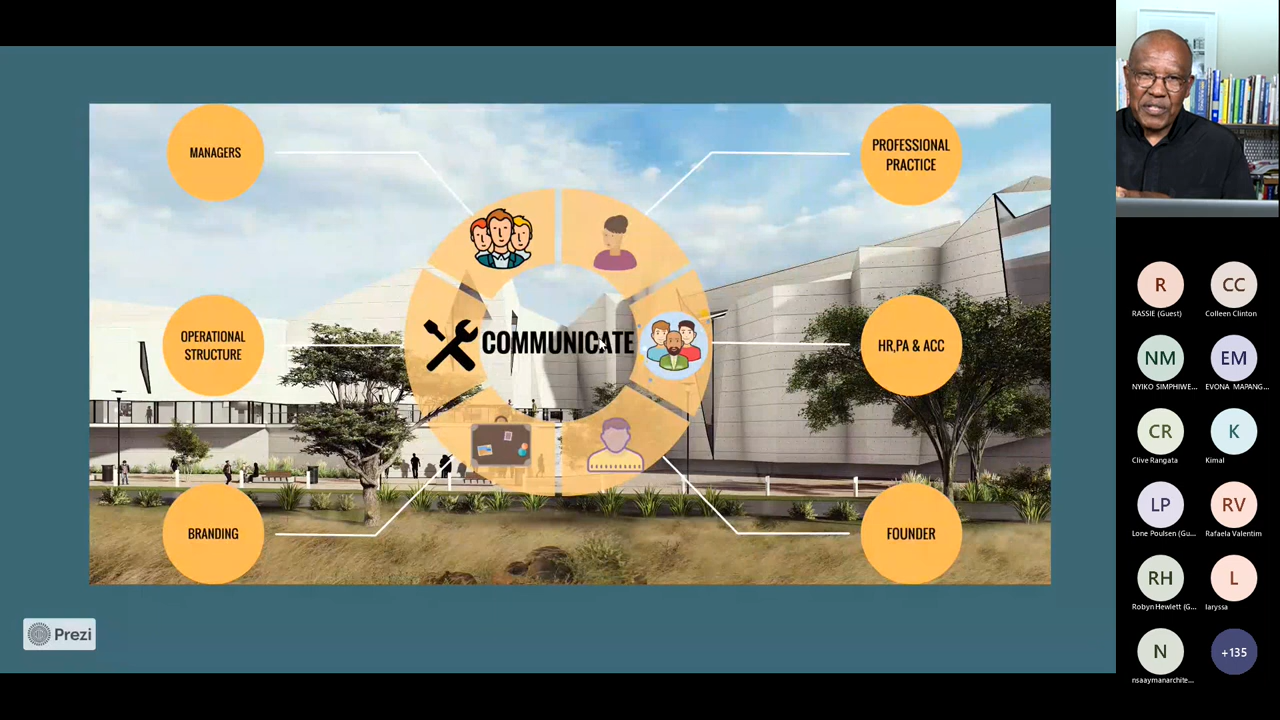 MANAGERS
PROFESSIONAL
PRACTICE
OPERATIONAL
STRUCTURE
COMMUNICATE
HR,PA & ACC
BRANDING
FOUNDER
Prezi
R
RASSIE (Guest)
CC
Colleen Clinton
NM
NYIKO SIMPHIWE...
EM
EVONA MAPANG...
CR
Clive Rangata
K
Kimal
LP
Lone Poulsen (Gu...
RV
Rafaela Valentim
RH
Robyn Hewlett (G...
L
laryssa
N
nsaaymanarchite...
+135